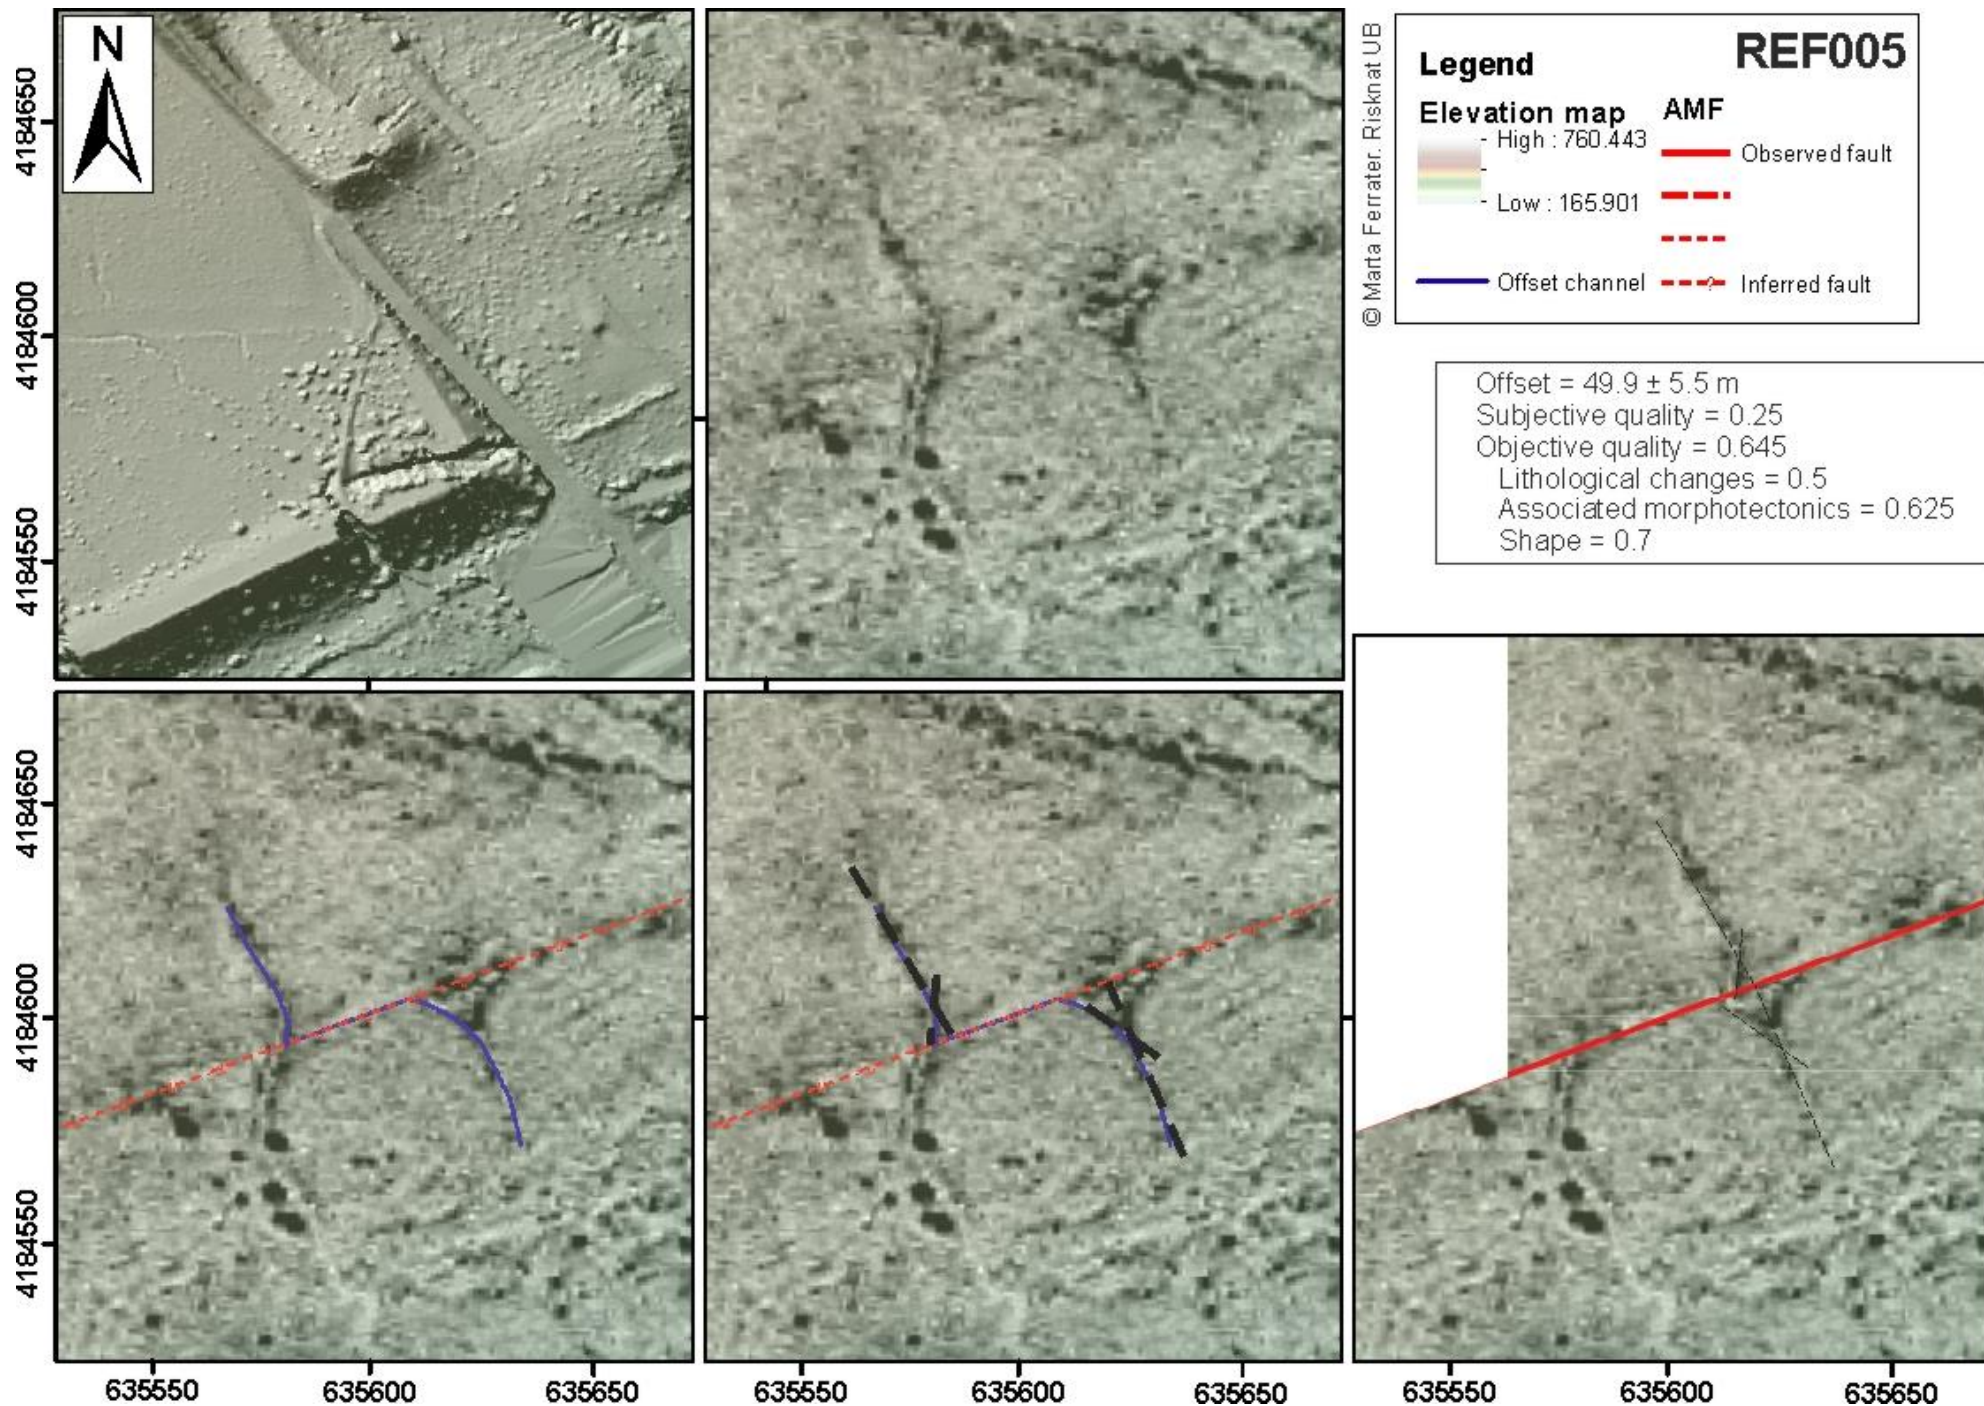 N
4184650
4184600
4184550
© Marta Ferrater. Risknat UB
Legend
REF005
Elevation map
High : 760.443
Low : 165.901
Offset channel
AMF
Observed fault
?
Inferred fault
Offset = 49.9 ± 5.5 m
Subjective quality = 0.25
Objective quality = 0.645
Lithological changes = 0.5
Associated morphotectonics = 0.625
Shape = 0.7
4184650
4184600
4184550
635550 635600 635650
635550 635600 635650
635550 635600 635650